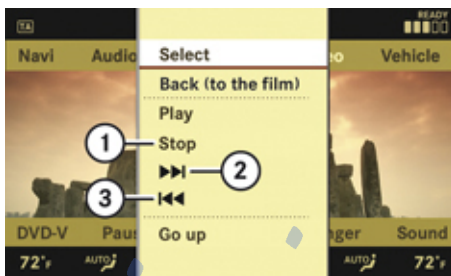 TA
READY
Navi Audio Select eo Vehicle
Back (to the film)
Play
1 Stop
2
3
DVD-V Paus Go up nger Sound
72°F AUTO AUTO 72°F